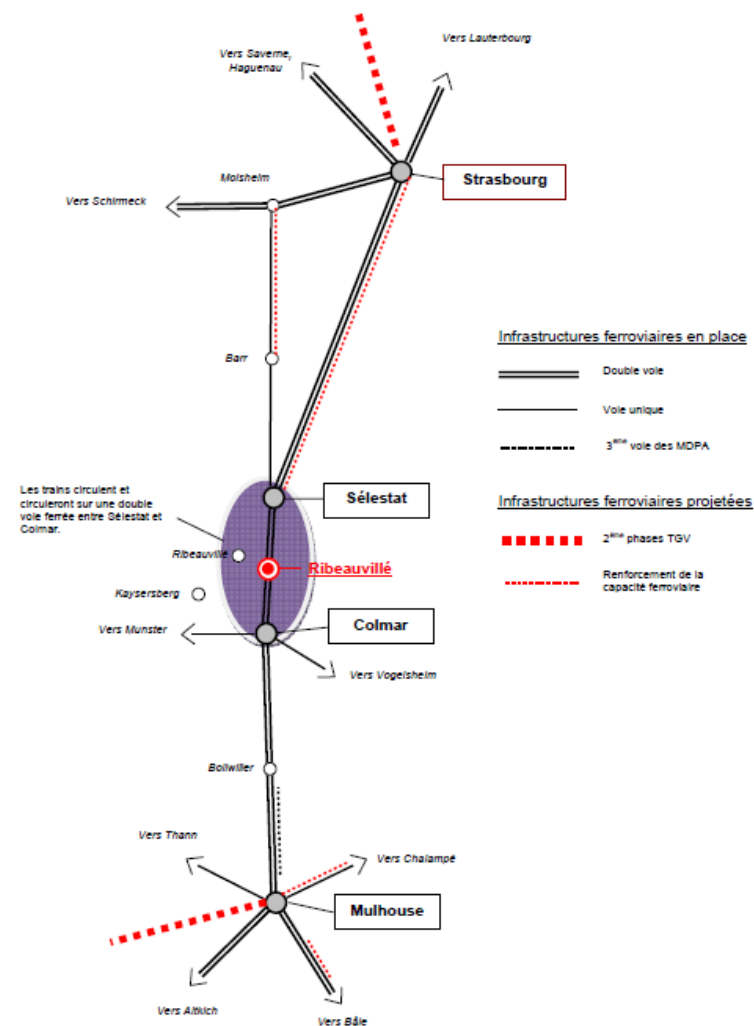 Vers Lauterbourg
Vers Saverne,
Haguenau
Molsheim
Strasbourg
Vers Schirmeck
Infrastructures ferroviaires en place
Barr
Double voie
Voie unique
3ème voie des MDPA
Les trains circulent et
circuleront sur une double
voie ferrée entre Sélestat et
Colmar.
Sélestat
Infrastructures ferroviaires projetées
2ème phases TGV
Ribeauvillé
Ribeauvillé
Renforcement de la
capacité ferroviaire
Kaysersberg
Vers Munster
Colmar
Vers Vogelsheim
Bollwiller
Vers Thann
Vers Chalampé
Mulhouse
Vers Altkich
Vers Bâle